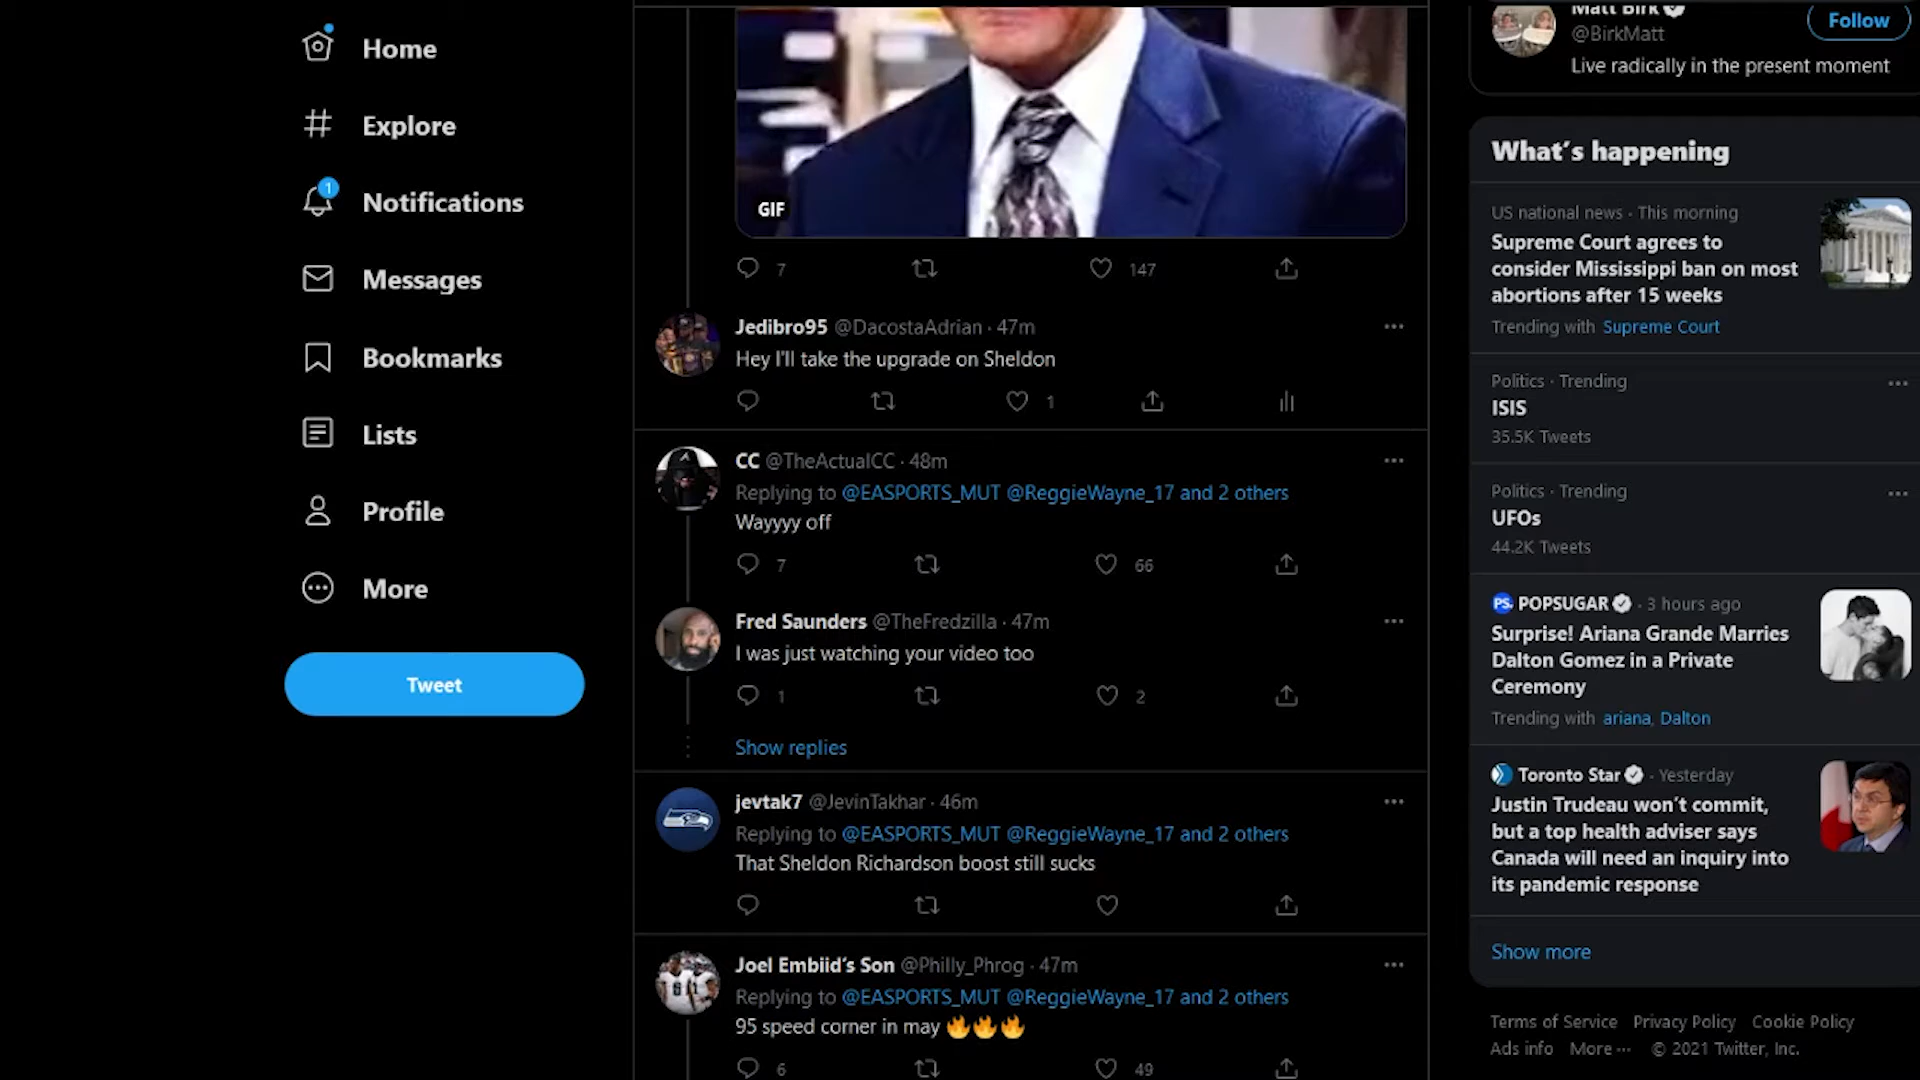 Home
Explore
1
Notifications
Messages
Bookmarks
Lists
Profile
More
Tweet
GIF
7
147
Jedibro95 @DacostaAdrian · 47m
Hey I'll take the upgrade on Sheldon
1
CC @TheActualCC · 48m
Replying to @EASPORTS_MUT @ReggieWayne_17 and 2 others
Wayyyy off
7
66
Fred Saunders @TheFredzilla · 47m
I was just watching your video too
1
2
Show replies
jevtak7 @JevinTakhar · 46m
Replying to @EASPORTS_MUT @ReggieWayne_17 and 2 others
That Sheldon Richardson boost still sucks
Joel Embiid's Son @Philly_Phrog · 47m
Replying to @EASPORTS_MUT @ReggieWayne_17 and 2 others
95 speed corner in may 🔥🔥🔥
6
49
Matt Birk
@BirkMatt
Follow
Live radically in the present moment
What's happening
US national news · This morning
Supreme Court agrees to
consider Mississippi ban on most
abortions after 15 weeks
Trending with Supreme Court
Politics · Trending
ISIS
35.5K Tweets
Politics · Trending
UFOs
44.2K Tweets
PS. POPSUGAR · 3 hours ago
Surprise! Ariana Grande Marries
Dalton Gomez in a Private
Ceremony
Trending with ariana, Dalton
Toronto Star · Yesterday
Justin Trudeau won't commit,
but a top health adviser says
Canada will need an inquiry into
its pandemic response
Show more
Terms of Service Privacy Policy Cookie Policy
Ads info More ··· © 2021 Twitter, Inc.